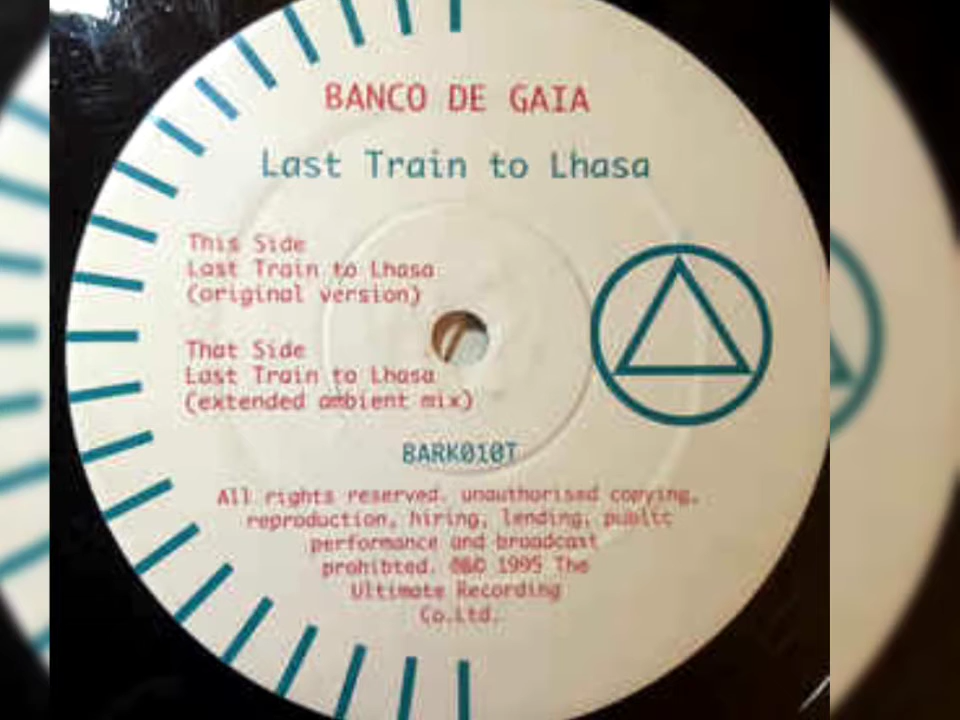 BANCO DE GAIA
Last Train to Lhasa
This Side
Last Train to Lhasa
(original version)
That Side
Last Train to Lhasa
(extended ambient mix)
BARK010T
All rights reserved. unauthorised copying,
reproduction, hiring, lending, public
performance and broadcast
prohibted. ℗&© 1995 The
Ultimate Recording
Co.Ltd.